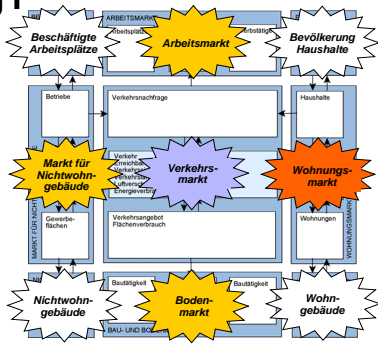 ARBEITSMARKT
Beschäftigte
Arbeitsplätze
Arbeitsmarkt
Bevölkerung
Haushalte
Betriebe
Verkehrsnachfrage
Haushalte
Markt für
Nichtwohn-
gebäude
Verkehrs-
markt
Wohnungs-
markt
Gewerbe-
flächen
Verkehrsangebot
Flächenverbrauch
Wohnungen
WOHNUNGSMARKT
Bautätigkeit
Bautätigkeit
Nichtwohn-
gebäude
Boden-
markt
Wohn-
gebäude